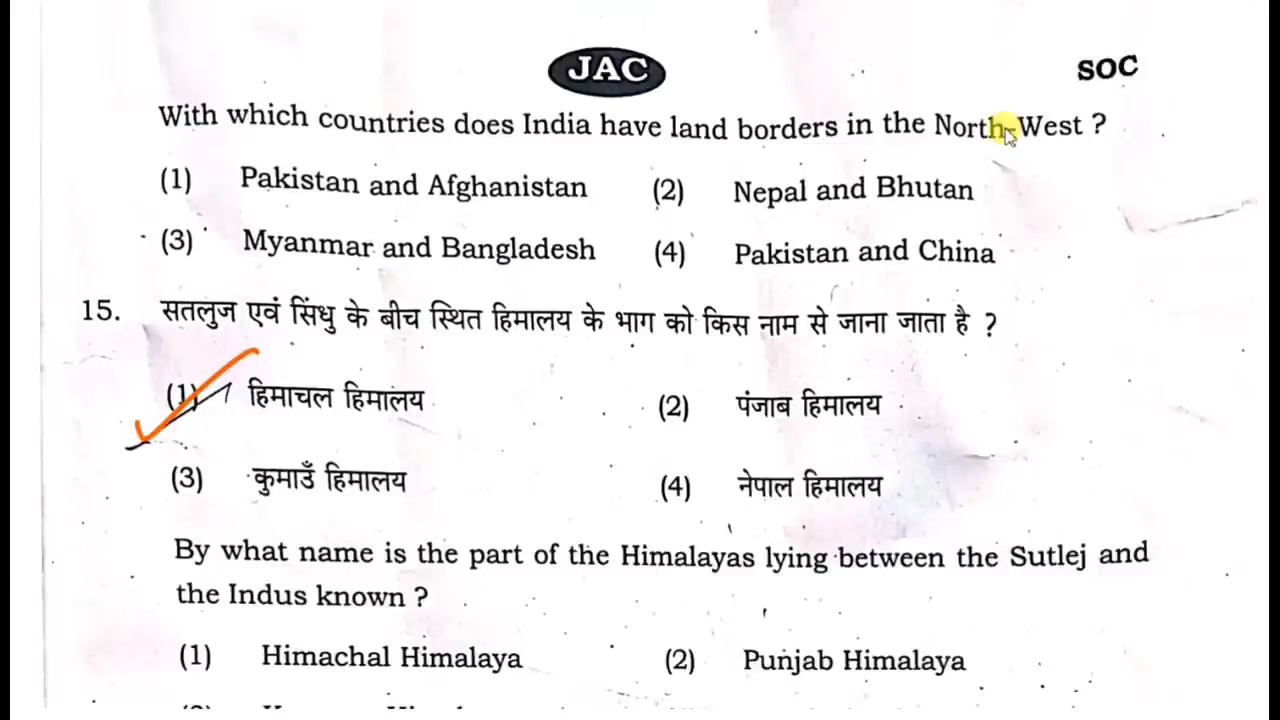 JAC
SOC
With which countries does India have land borders in the North-West ?
(1) Pakistan and Afghanistan (2) Nepal and Bhutan
(3) Myanmar and Bangladesh (4) Pakistan and China
15. सतलुज एवं सिंधु के बीच स्थित हिमालय के भाग को किस नाम से जाना जाता है ?
(1) हिमाचल हिमालय (2) पंजाब हिमालय
(3) कुमाउँ हिमालय (4) नेपाल हिमालय
By what name is the part of the Himalayas lying between the Sutlej and
the Indus known ?
(1) Himachal Himalaya (2) Punjab Himalaya